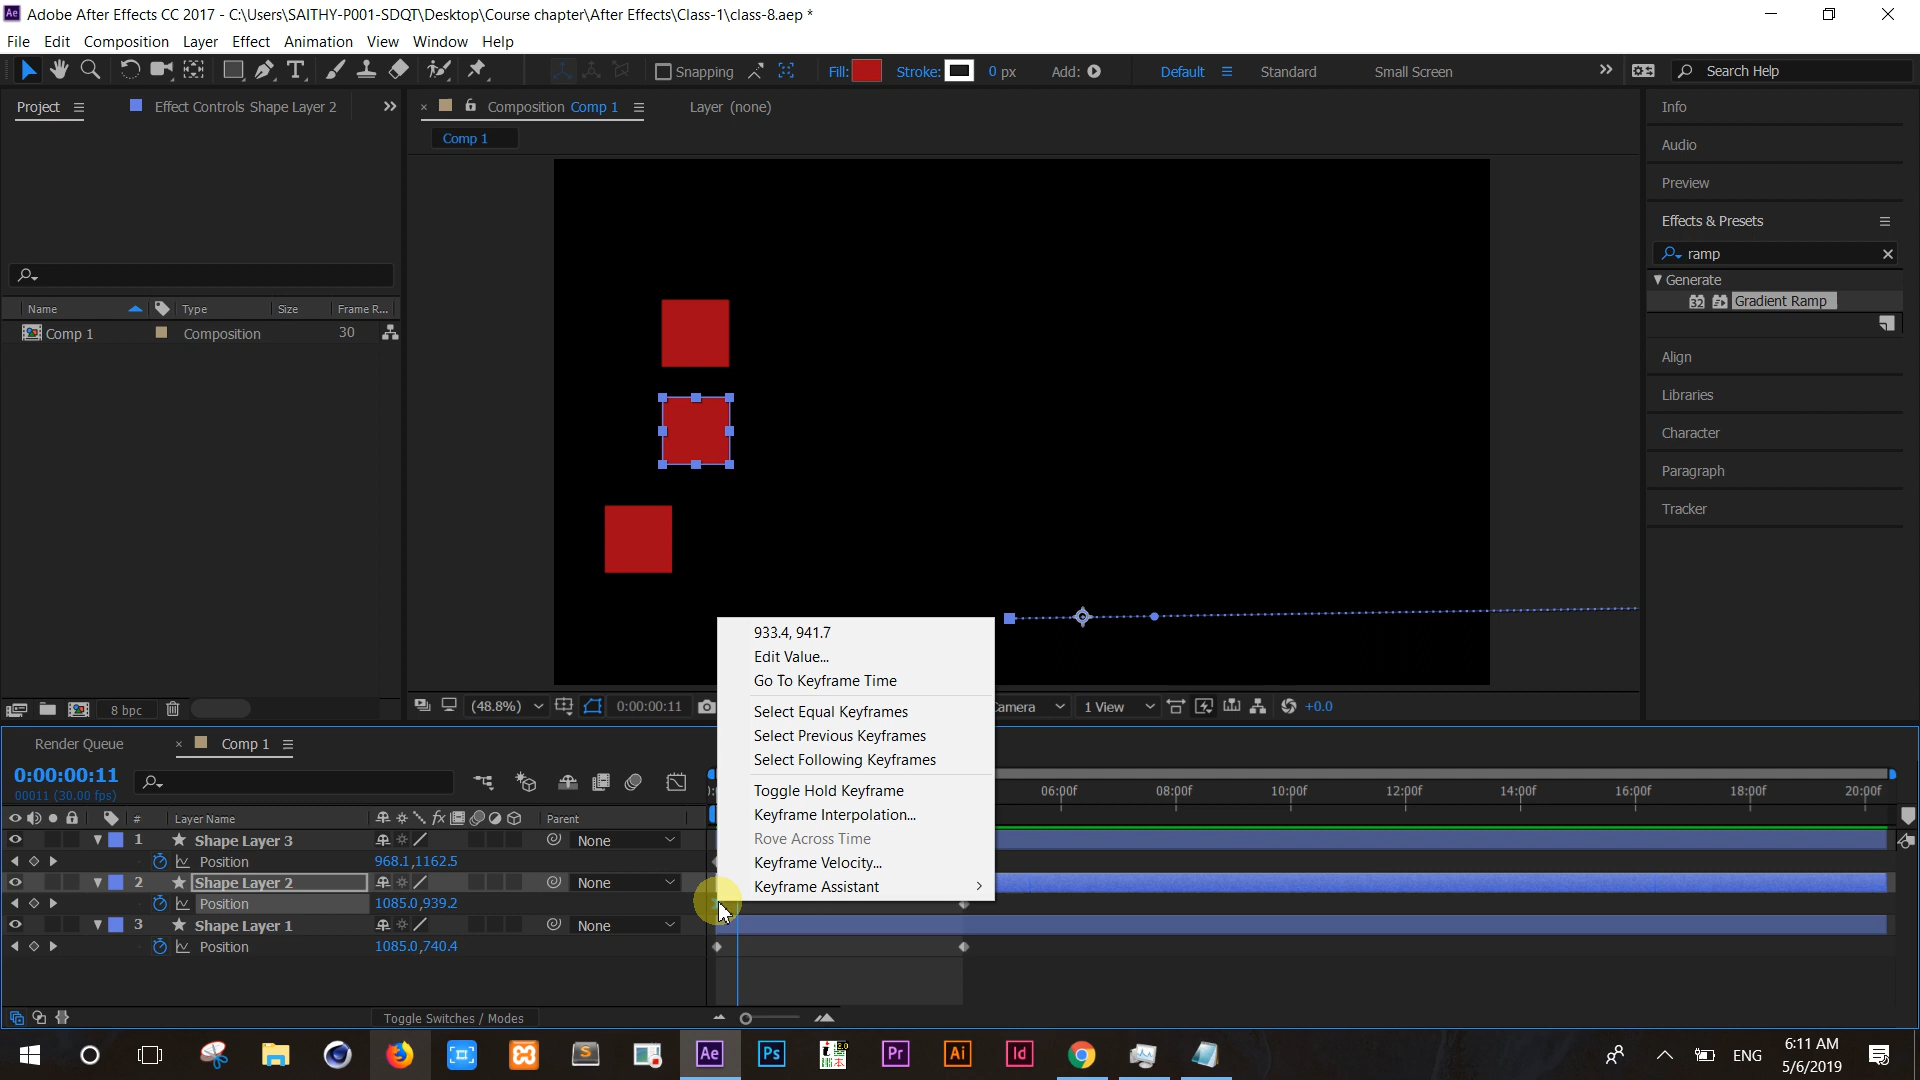 Adobe After Effects CC 2017 - C:\Users\SAITHY-P001-SDQT\Desktop\Course chapter\After Effects\Class-1\class-8.aep *
File Edit Composition Layer Effect Animation View Window Help
Snapping Fill: Stroke: 0 px Add: Default Standard Small Screen Search Help
Project Effect Controls Shape Layer 2 Composition Comp 1 Layer (none) Info
Comp 1
Audio
Preview
Effects & Presets
ramp
Generate
32 Gradient Ramp
Align
Libraries
Character
Paragraph
Tracker
Name Type Size Frame R...
Comp 1 Composition 30
8 bpc
(48.8%) 0:00:00:11 Camera 1 View +0.0
933.4, 941.7
Edit Value...
Go To Keyframe Time
Select Equal Keyframes
Select Previous Keyframes
Select Following Keyframes
Toggle Hold Keyframe
Keyframe Interpolation...
Rove Across Time
Keyframe Velocity...
Keyframe Assistant
Render Queue Comp 1
0:00:00:11
00011 (30.00 fps)
06:00f 08:00f 10:00f 12:00f 14:00f 16:00f 18:00f 20:00f
# Layer Name fx Parent
1 Shape Layer 3 None
Position 968.1,1162.5
2 Shape Layer 2 None
Position 1085.0,939.2
3 Shape Layer 1 None
Position 1085.0,740.4
Toggle Switches / Modes
Ae Ps Pr Ai Id ENG 6:11 AM
5/6/2019